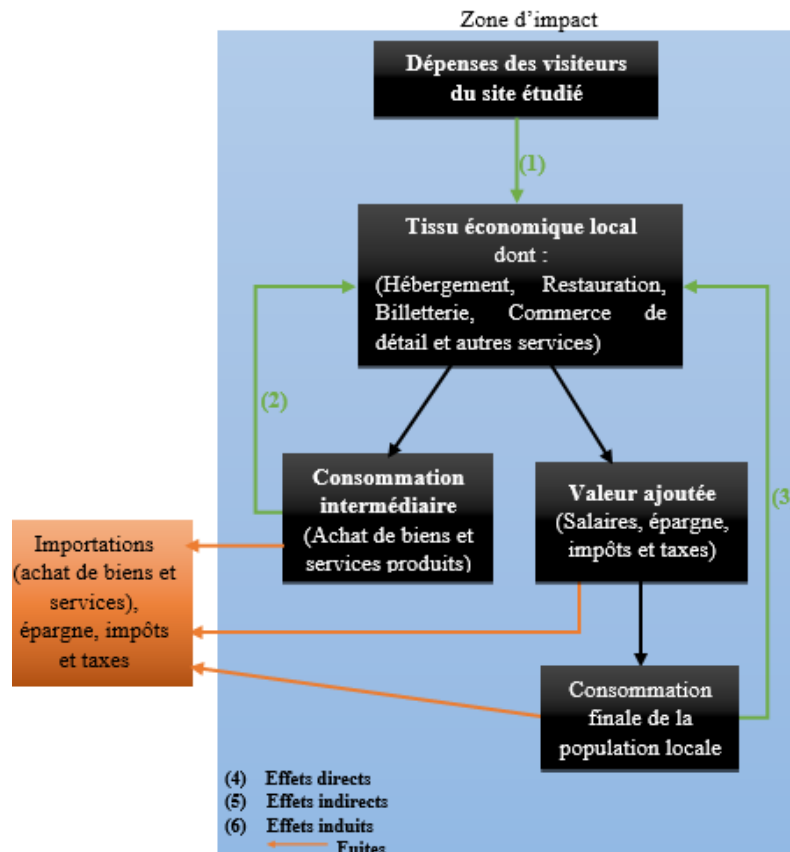 Zone d’impact
Dépenses des visiteurs
du site étudié
(1)
Tissu économique local
dont :
(Hébergement, Restauration,
Billetterie, Commerce de
détail et autres services)
(2)
(3
Consommation
intermédiaire
(Achat de biens et
services produits)
Valeur ajoutée
(Salaires, épargne,
impôts et taxes)
Importations
(achat de biens et
services),
épargne, impôts
et taxes
Consommation
finale de la
population locale
(4) Effets directs
(5) Effets indirects
(6) Effets induits
Fuites